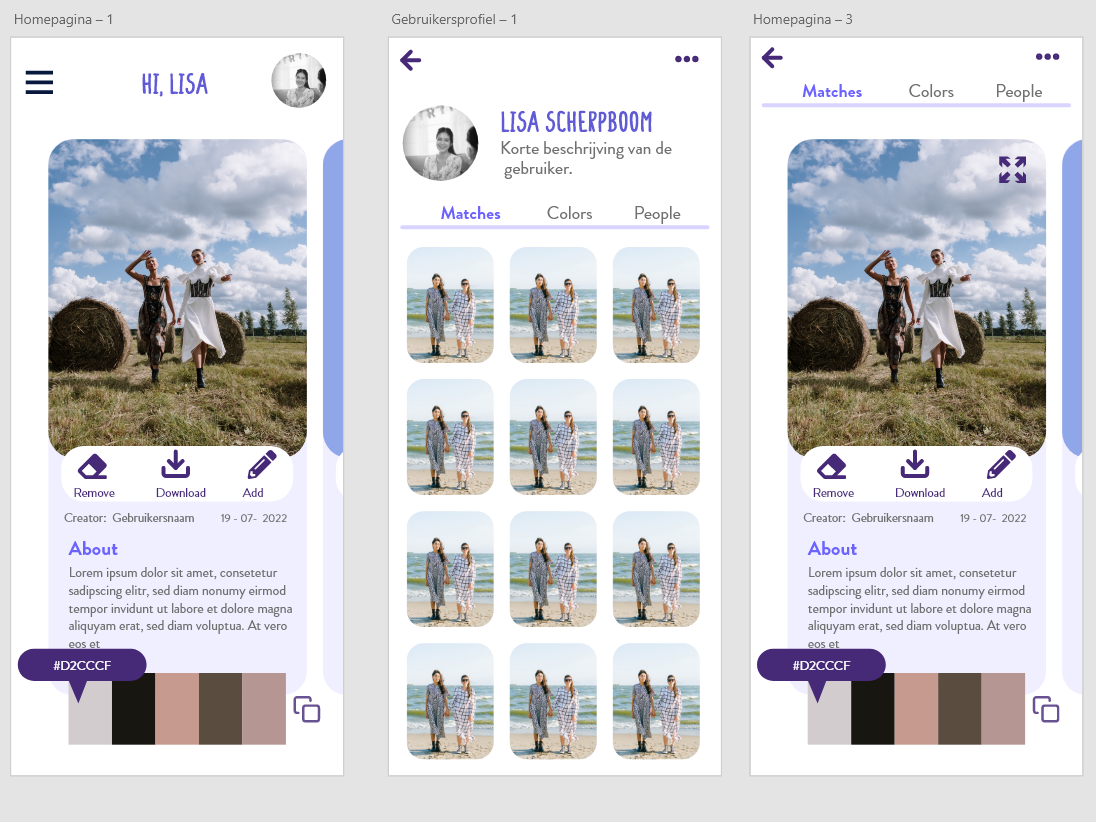 Homepagina – 1
HI, LISA
Remove Download Add
Creator: Gebruikersnaam 19 - 07- 2022
About
Lorem ipsum dolor sit amet, consetetur
sadipscing elitr, sed diam nonumy eirmod
tempor invidunt ut labore et dolore magna
aliquyam erat, sed diam voluptua. At vero
eos et
#D2CCCF
Gebruikersprofiel – 1
LISA SCHERPBOOM
Korte beschrijving van de
gebruiker.
Matches Colors People
Homepagina – 3
Matches Colors People
Remove Download Add
Creator: Gebruikersnaam 19 - 07- 2022
About
Lorem ipsum dolor sit amet, consetetur
sadipscing elitr, sed diam nonumy eirmod
tempor invidunt ut labore et dolore magna
aliquyam erat, sed diam voluptua. At vero
eos et
#D2CCCF